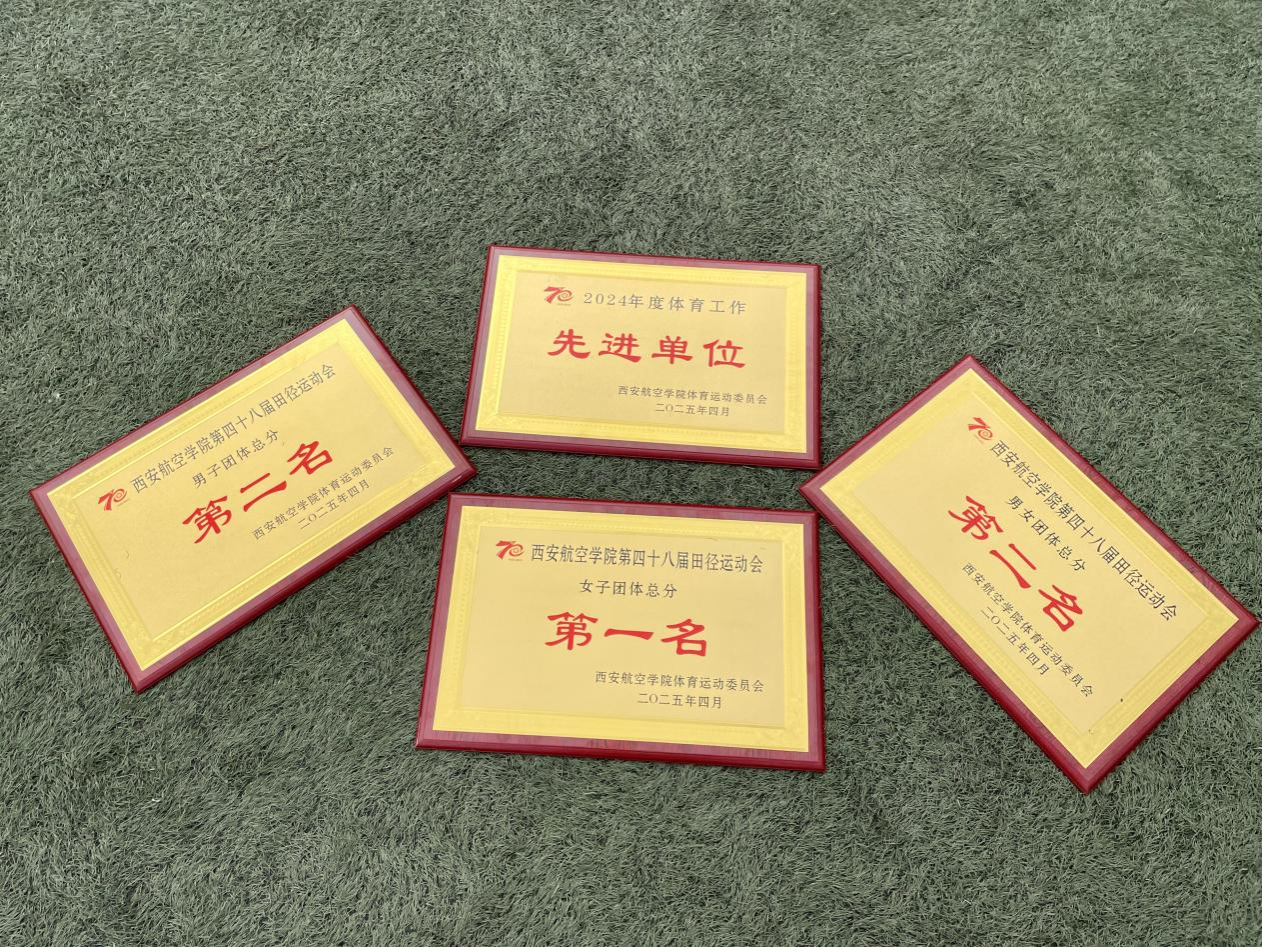 70
2024年度体育工作
先进单位
西安航空学院体育运动委员会
二〇二五年四月
70
西安航空学院第四十八届田径运动会
男子团体总分
第二名
西安航空学院体育运动委员会
二〇二五年四月
70
西安航空学院第四十八届田径运动会
女子团体总分
第一名
西安航空学院体育运动委员会
二〇二五年四月
70
西安航空学院第四十八届田径运动会
男女团体总分
第二名
西安航空学院体育运动委员会
二〇二五年四月